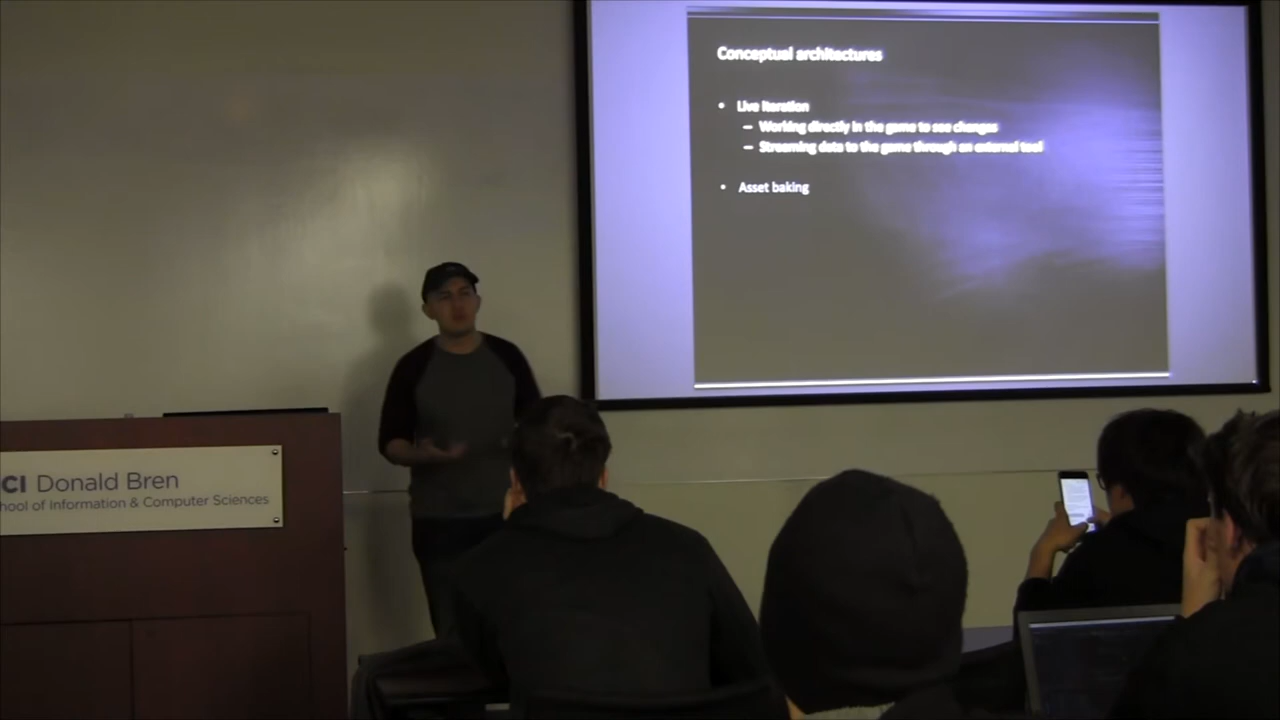 Conceptual architectures
• Live iteration
– Working directly in the game to see changes
– Streaming data to the game through an external tool
• Asset baking
CI Donald Bren
hool of Information & Computer Sciences